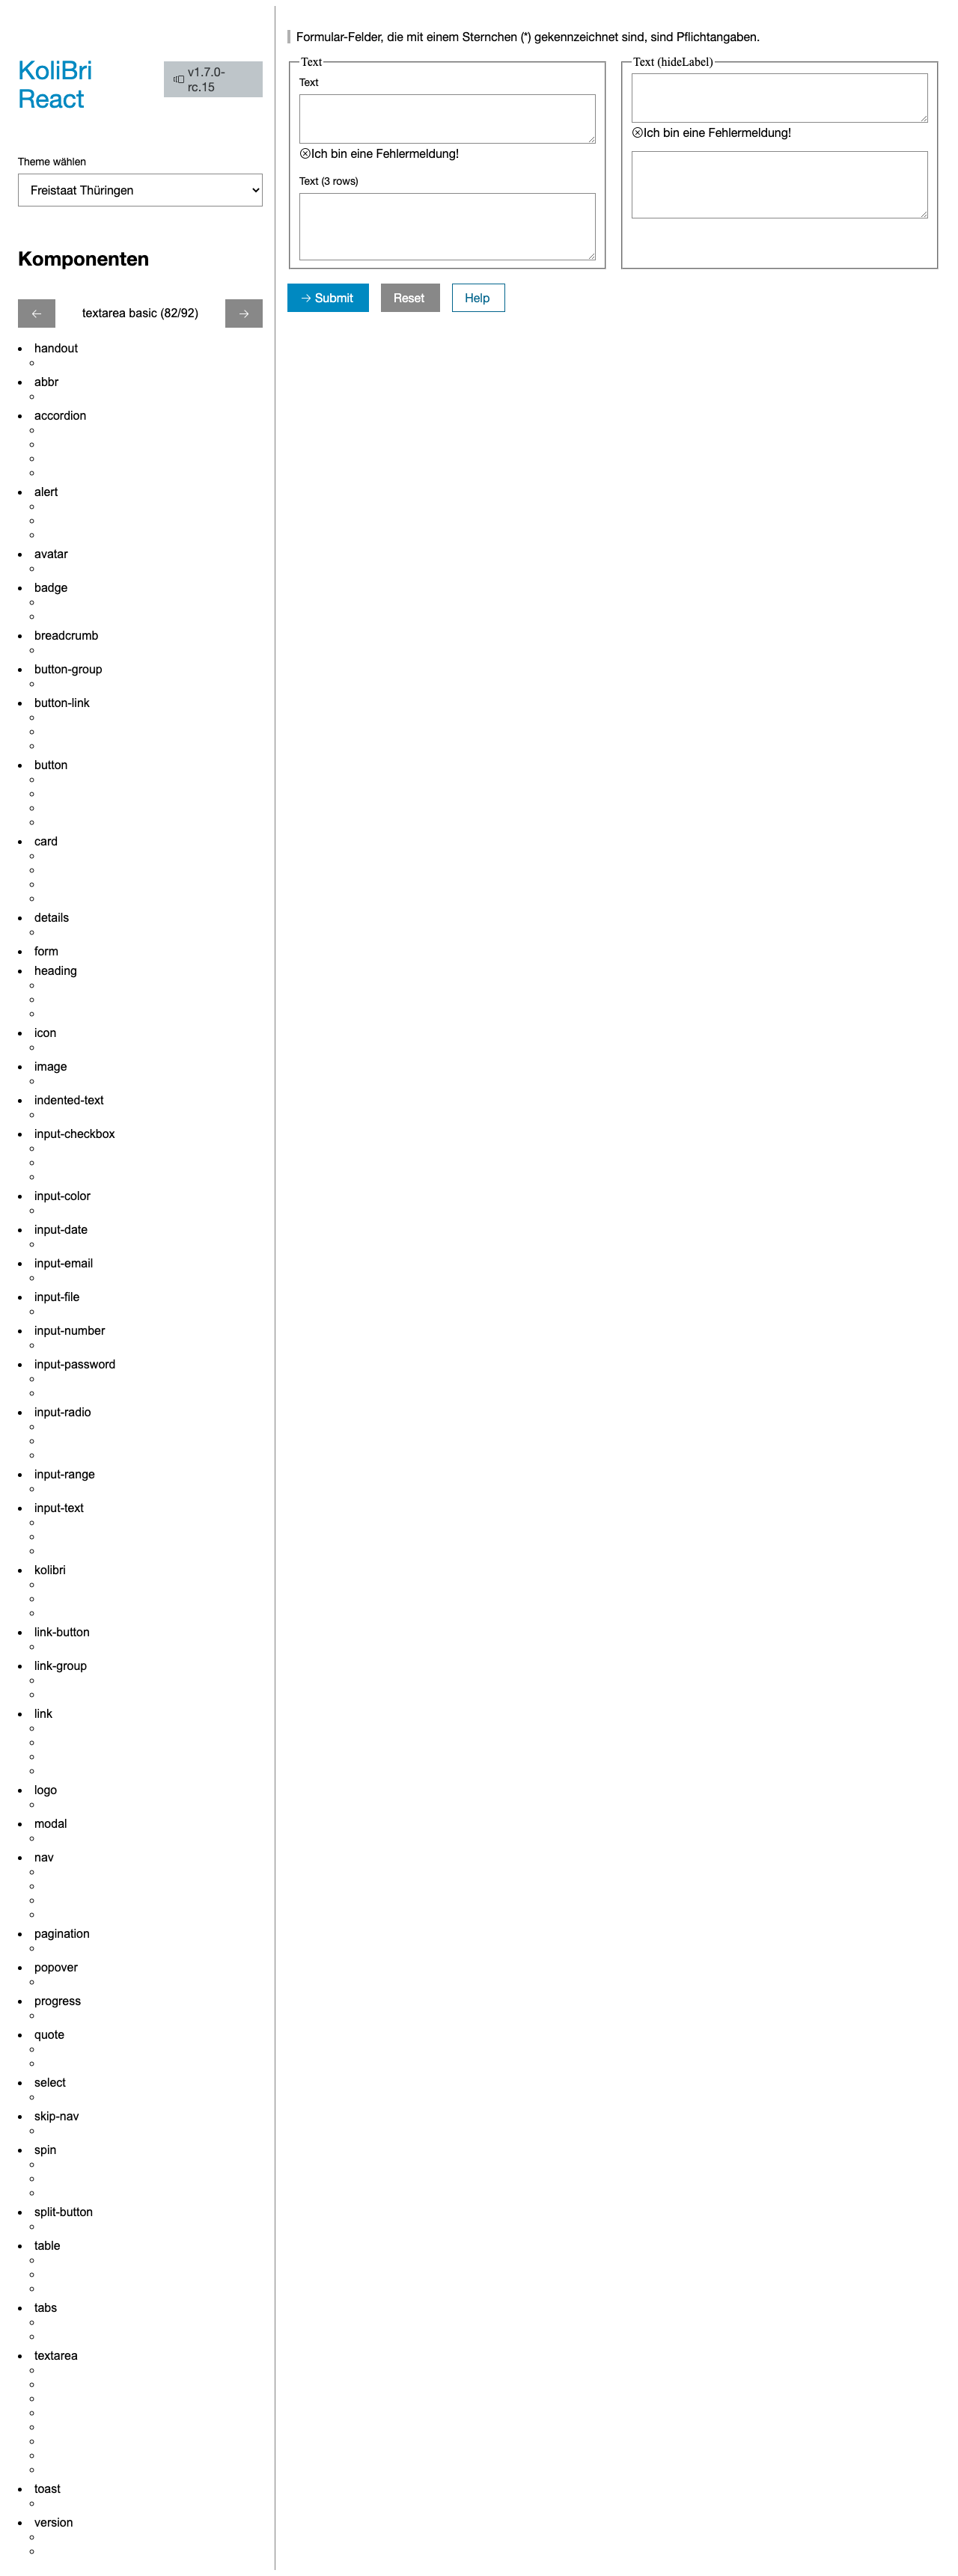 KoliBri
React
v1.7.0-
rc.15
Theme wählen
Freistaat Thüringen
Komponenten
← textarea basic (82/92) →
handout
abbr
accordion
alert
avatar
badge
breadcrumb
button-group
button-link
button
card
details
form
heading
icon
image
indented-text
input-checkbox
input-color
input-date
input-email
input-file
input-number
input-password
input-radio
input-range
input-text
kolibri
link-button
link-group
link
logo
modal
nav
pagination
popover
progress
quote
select
skip-nav
spin
split-button
table
tabs
textarea
toast
version
Formular-Felder, die mit einem Sternchen (*) gekennzeichnet sind, sind Pflichtangaben.
Text
Text
Ich bin eine Fehlermeldung!
Text (3 rows)
Text (hideLabel)
Ich bin eine Fehlermeldung!
→ Submit
Reset
Help